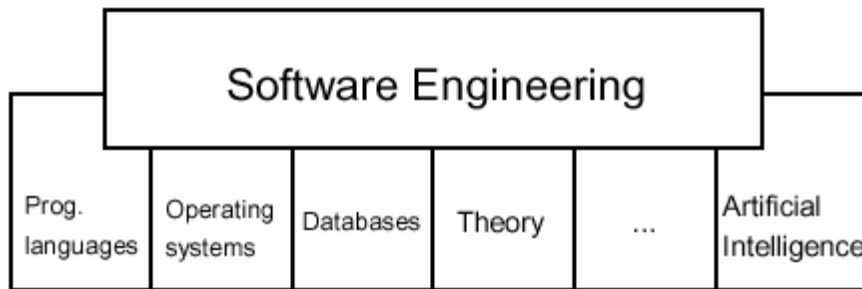 Software Engineering
Prog.
languages
Operating
systems
Databases
Theory
...
Artificial
Intelligence